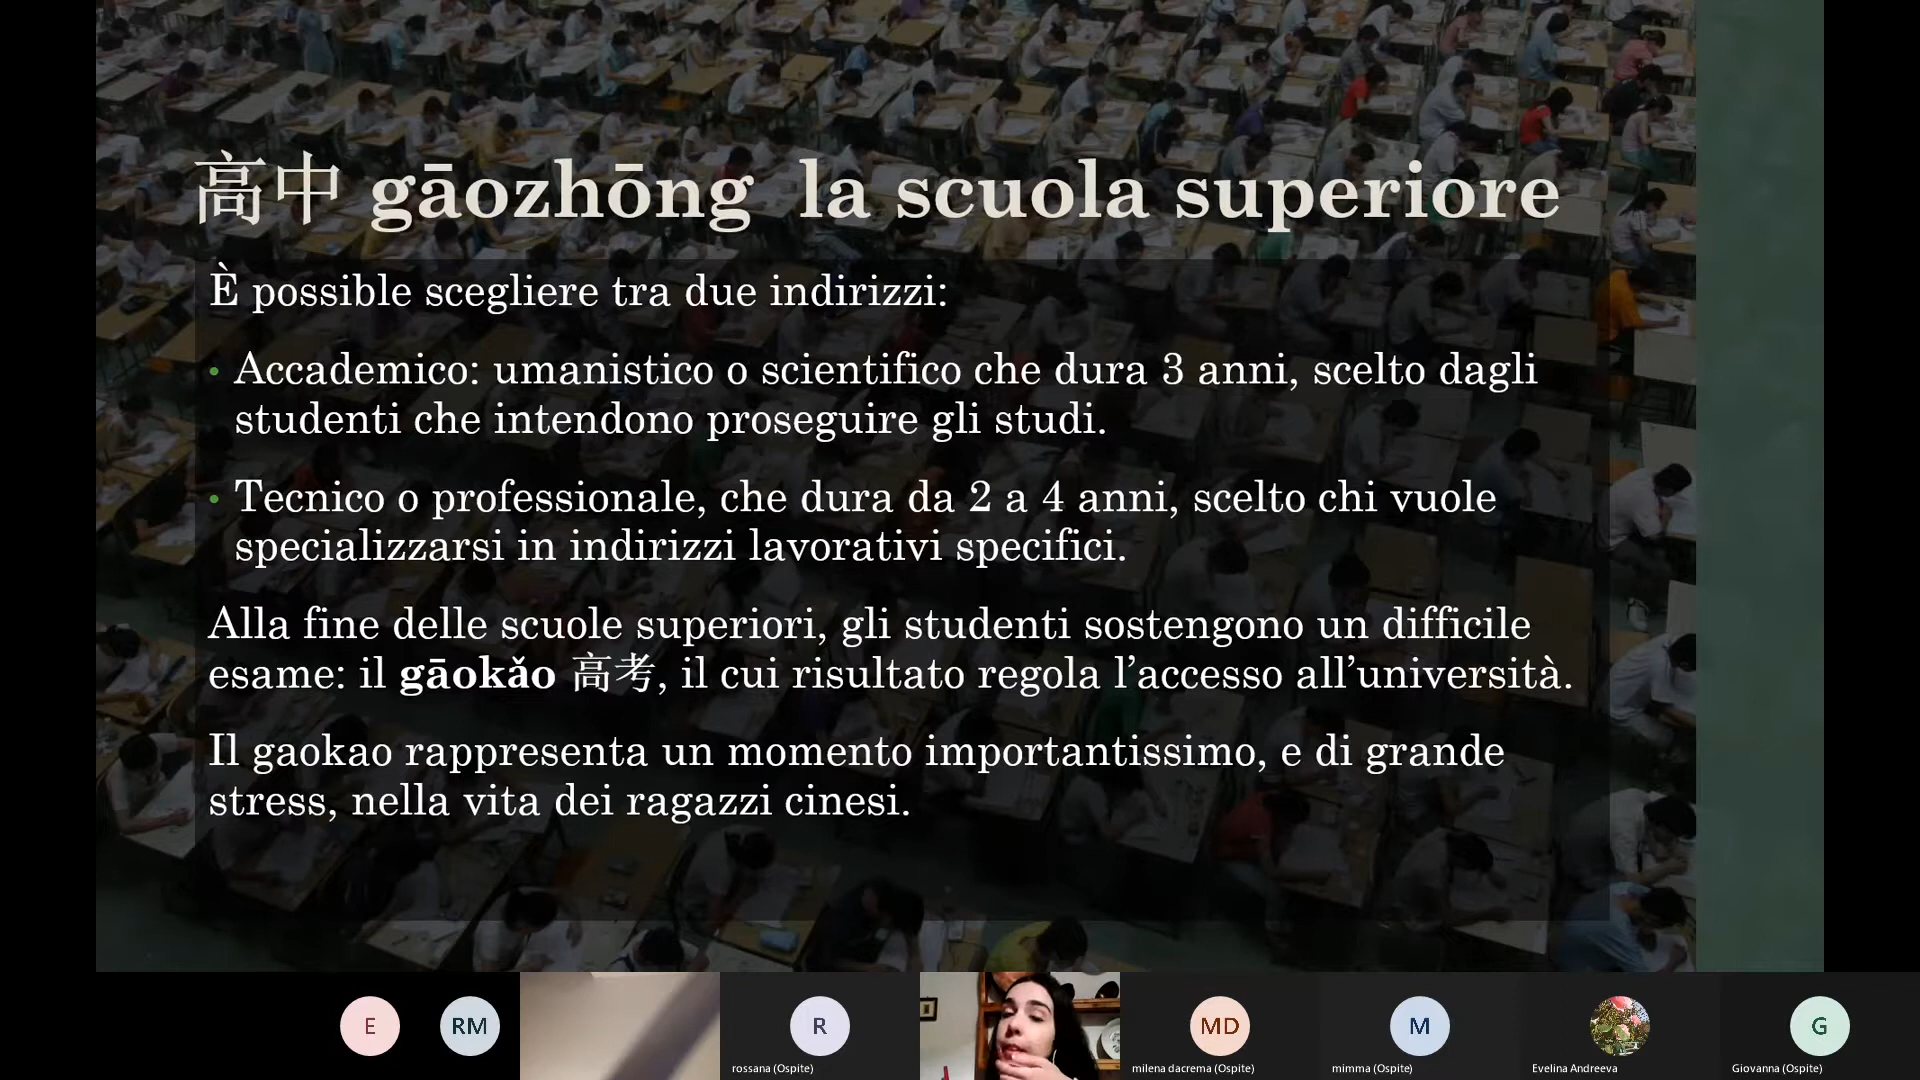 高中 gāozhōng la scuola superiore
È possible scegliere tra due indirizzi:
• Accademico: umanistico o scientifico che dura 3 anni, scelto dagli
studenti che intendono proseguire gli studi.
• Tecnico o professionale, che dura da 2 a 4 anni, scelto chi vuole
specializzarsi in indirizzi lavorativi specifici.
Alla fine delle scuole superiori, gli studenti sostengono un difficile
esame: il gāokǎo 高考, il cui risultato regola l’accesso all’università.
Il gaokao rappresenta un momento importantissimo, e di grande
stress, nella vita dei ragazzi cinesi.
E
RM
R
MD
M
G
rossana (Ospite)
milena dacrema (Ospite)
mimma (Ospite)
Evelina Andreeva
Giovanna (Ospite)